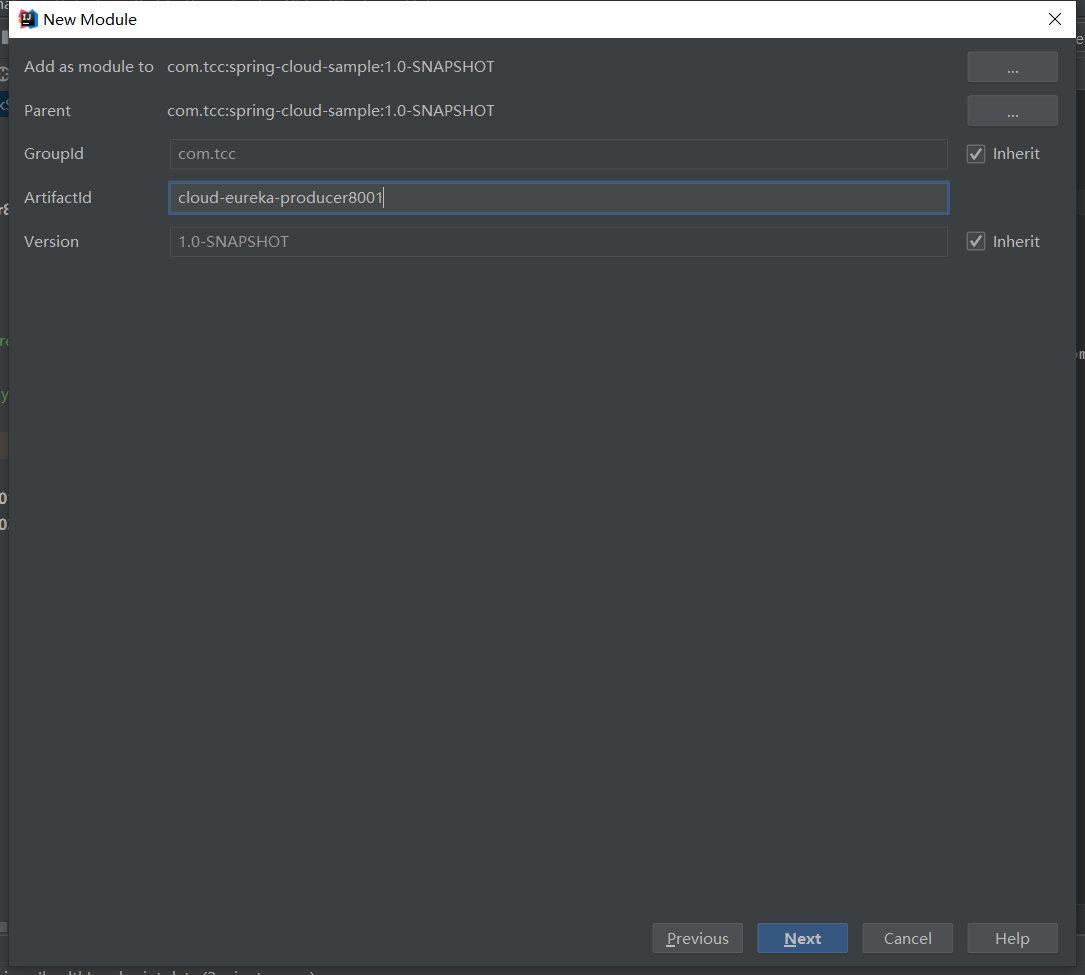 New Module
Add as module to com.tcc:spring-cloud-sample:1.0-SNAPSHOT ...
Parent com.tcc:spring-cloud-sample:1.0-SNAPSHOT ...
GroupId com.tcc Inherit
ArtifactId cloud-eureka-producer8001
Version 1.0-SNAPSHOT Inherit
Previous Next Cancel Help